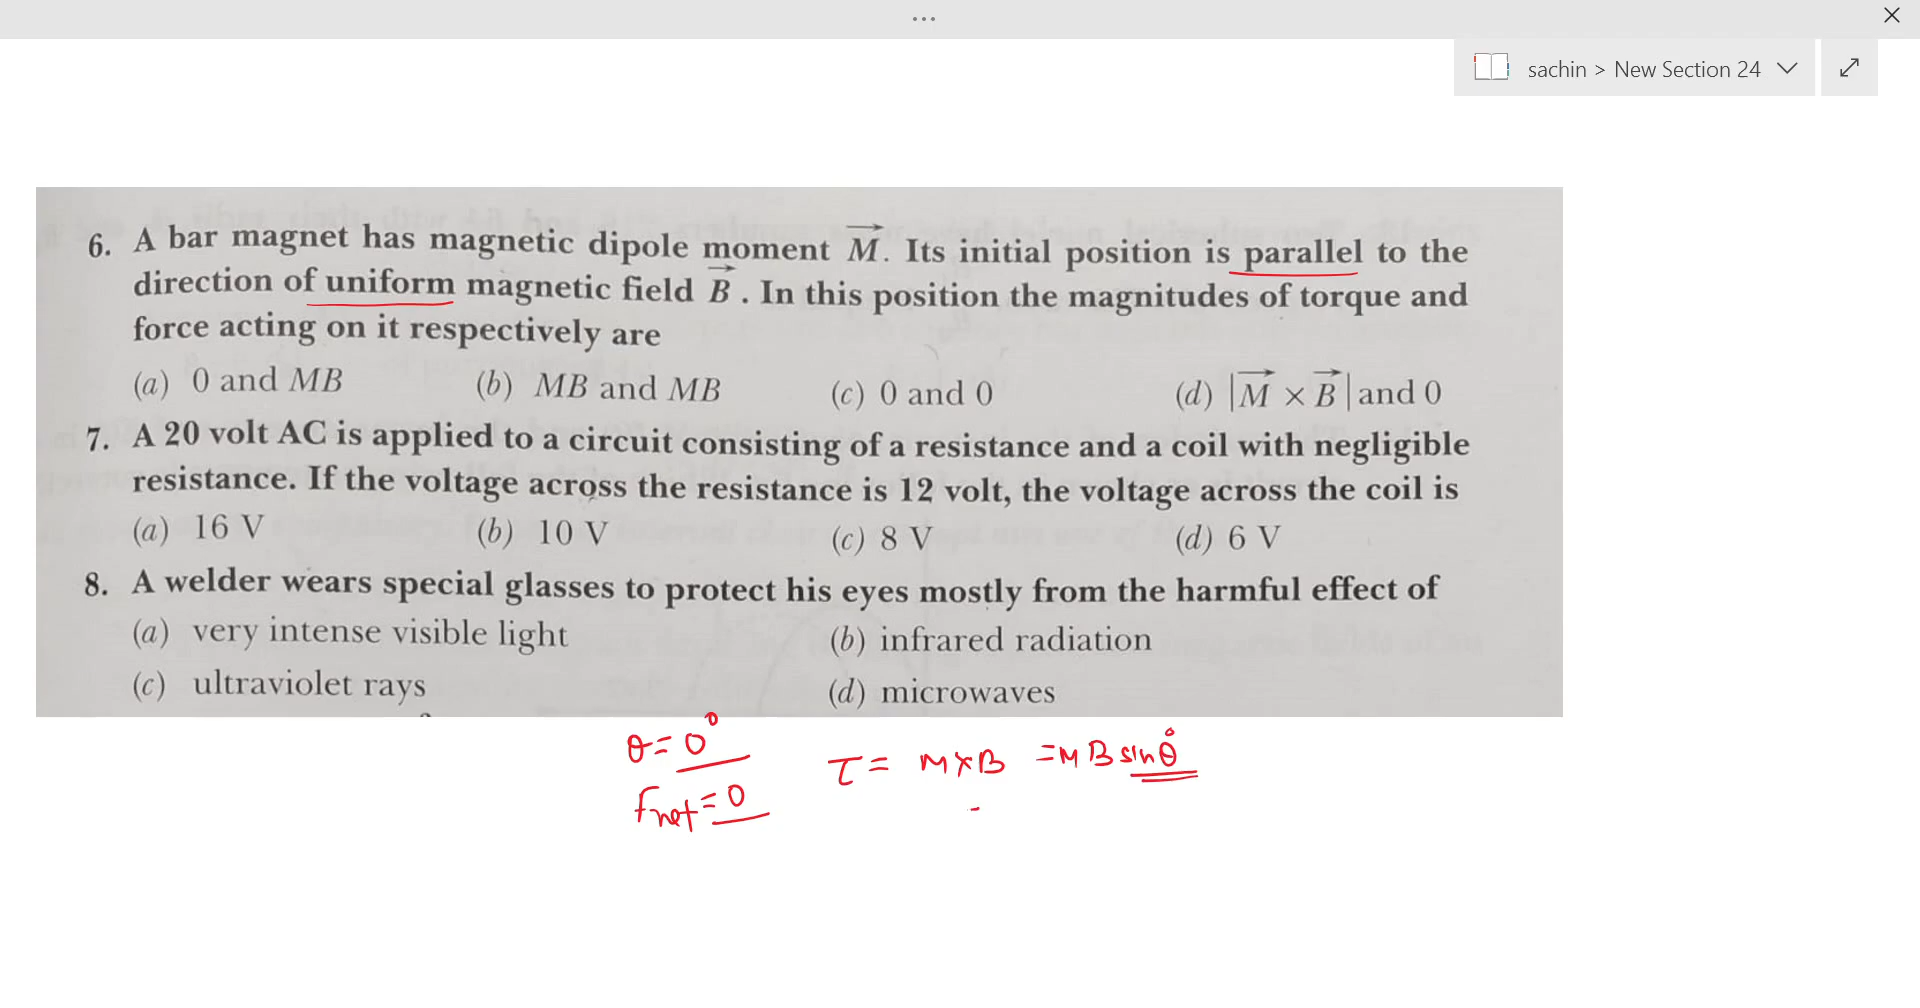 ...
sachin > New Section 24
6. A bar magnet has magnetic dipole moment M⃗. Its initial position is parallel to the
direction of uniform magnetic field B⃗. In this position the magnitudes of torque and
force acting on it respectively are
(a) 0 and MB (b) MB and MB (c) 0 and 0 (d) |M⃗ × B⃗| and 0
7. A 20 volt AC is applied to a circuit consisting of a resistance and a coil with negligible
resistance. If the voltage across the resistance is 12 volt, the voltage across the coil is
(a) 16 V (b) 10 V (c) 8 V (d) 6 V
8. A welder wears special glasses to protect his eyes mostly from the harmful effect of
(a) very intense visible light (b) infrared radiation
(c) ultraviolet rays (d) microwaves
θ = 0° τ = M×B = MB sinθ
Fnet = 0